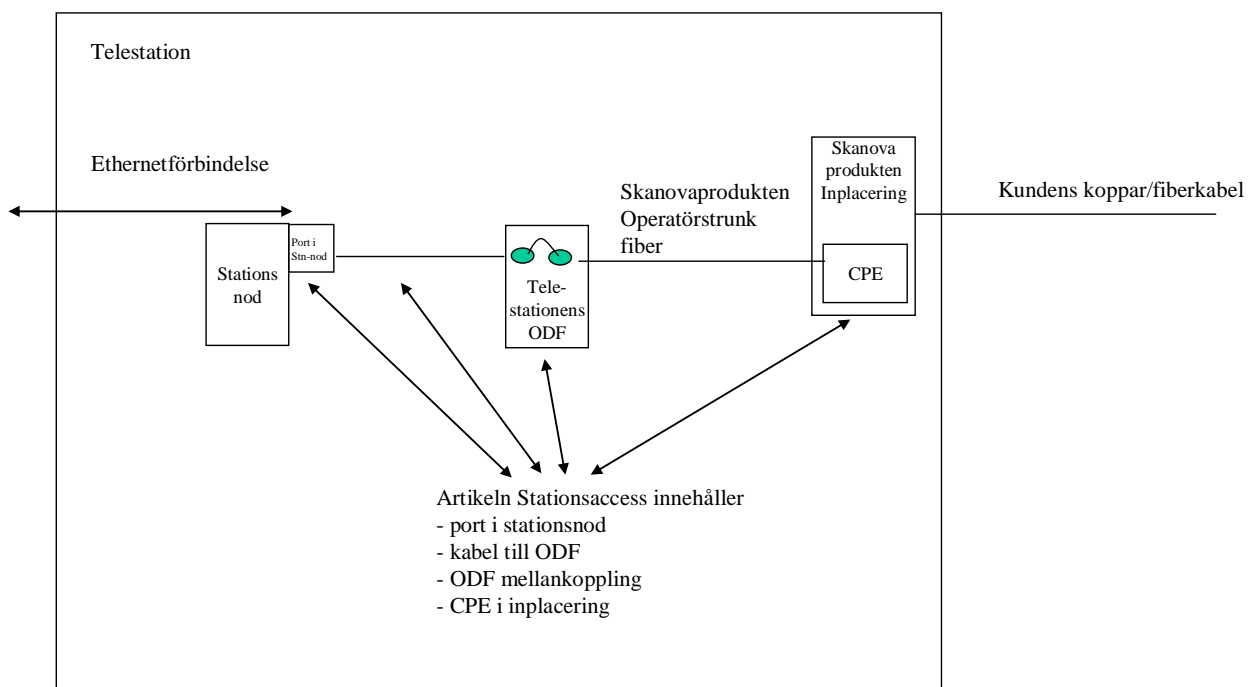 Telestation
Ethernetförbindelse
Stations
nod
Port i
Stn-nod
Tele-
stationens
ODF
Skanovaprodukten
Operatörstrunk
fiber
Skanova
produkten
Inplacering
CPE
Kundens koppar/fiberkabel
Artikeln Stationsaccess innehåller
- port i stationsnod
- kabel till ODF
- ODF mellankoppling
- CPE i inplacering